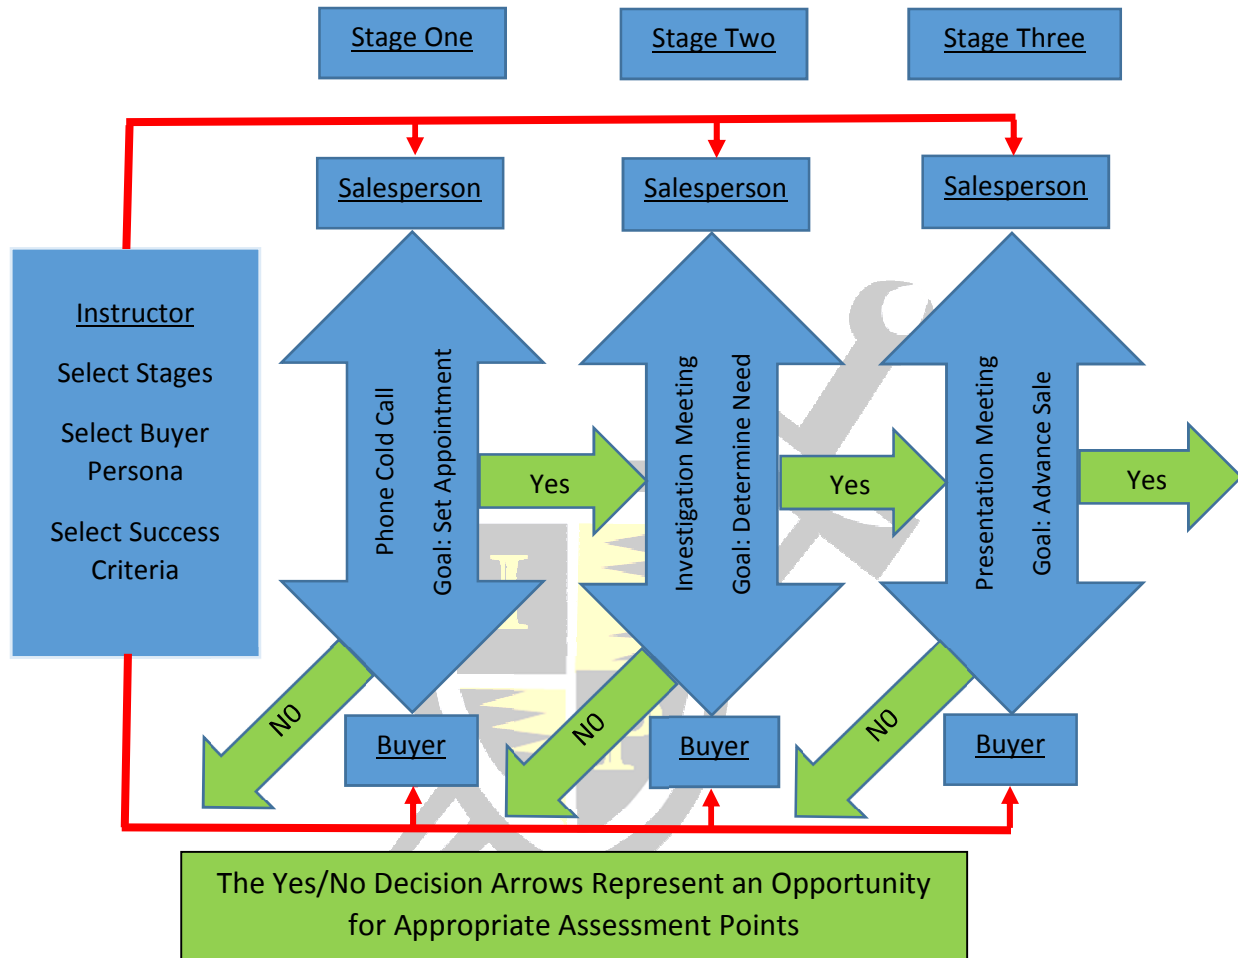 Stage One
Stage Two
Stage Three
Salesperson
Salesperson
Salesperson
Instructor
Select Stages
Select Buyer
Persona
Select Success
Criteria
Phone Cold Call
Goal: Set Appointment
Yes
Investigation Meeting
Goal: Determine Need
Yes
Presentation Meeting
Goal: Advance Sale
Yes
NO
NO
NO
Buyer
Buyer
Buyer
The Yes/No Decision Arrows Represent an Opportunity
for Appropriate Assessment Points